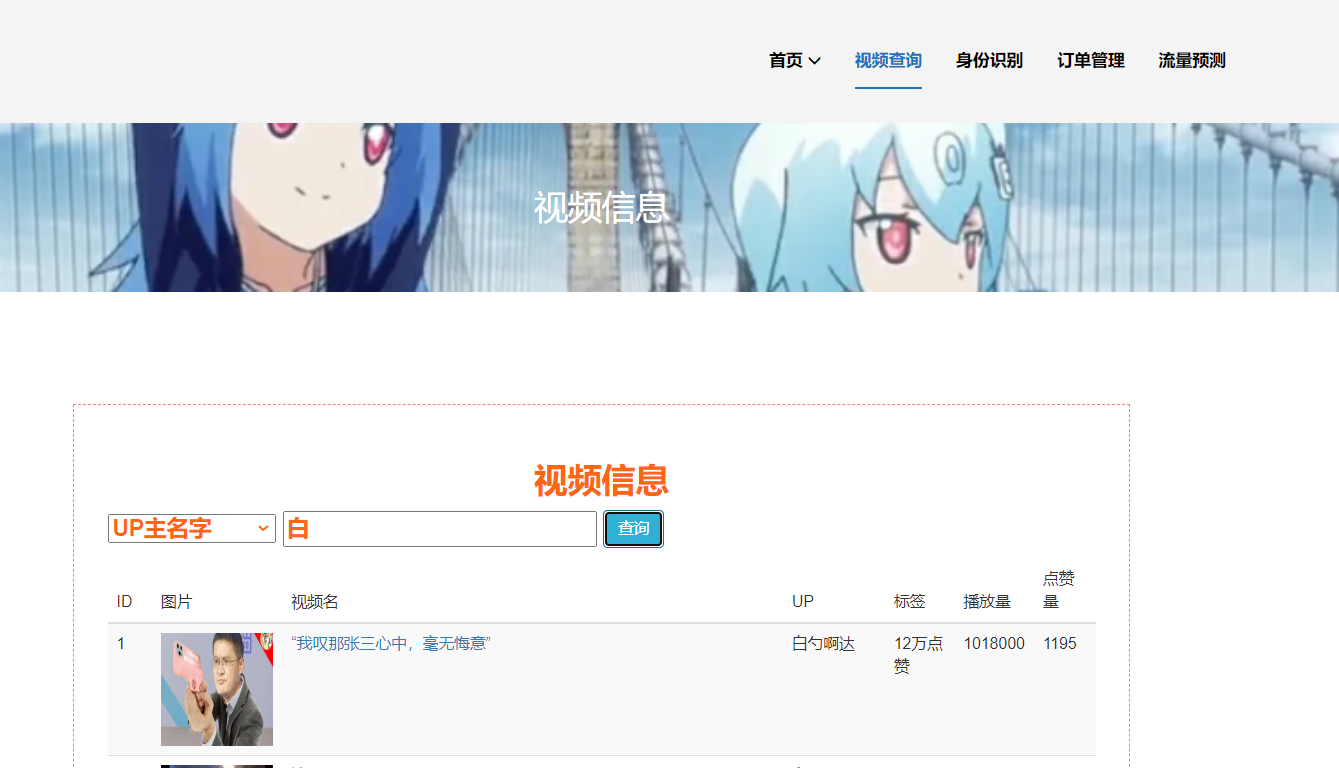 首页 视频查询 身份识别 订单管理 流量预测
视频信息
视频信息
UP主名字 白 查询
ID 图片 视频名 UP 标签 播放量 点赞量
1 “我叹那张三心中，毫无悔意” 白勺啊达 12万点赞 1018000 1195